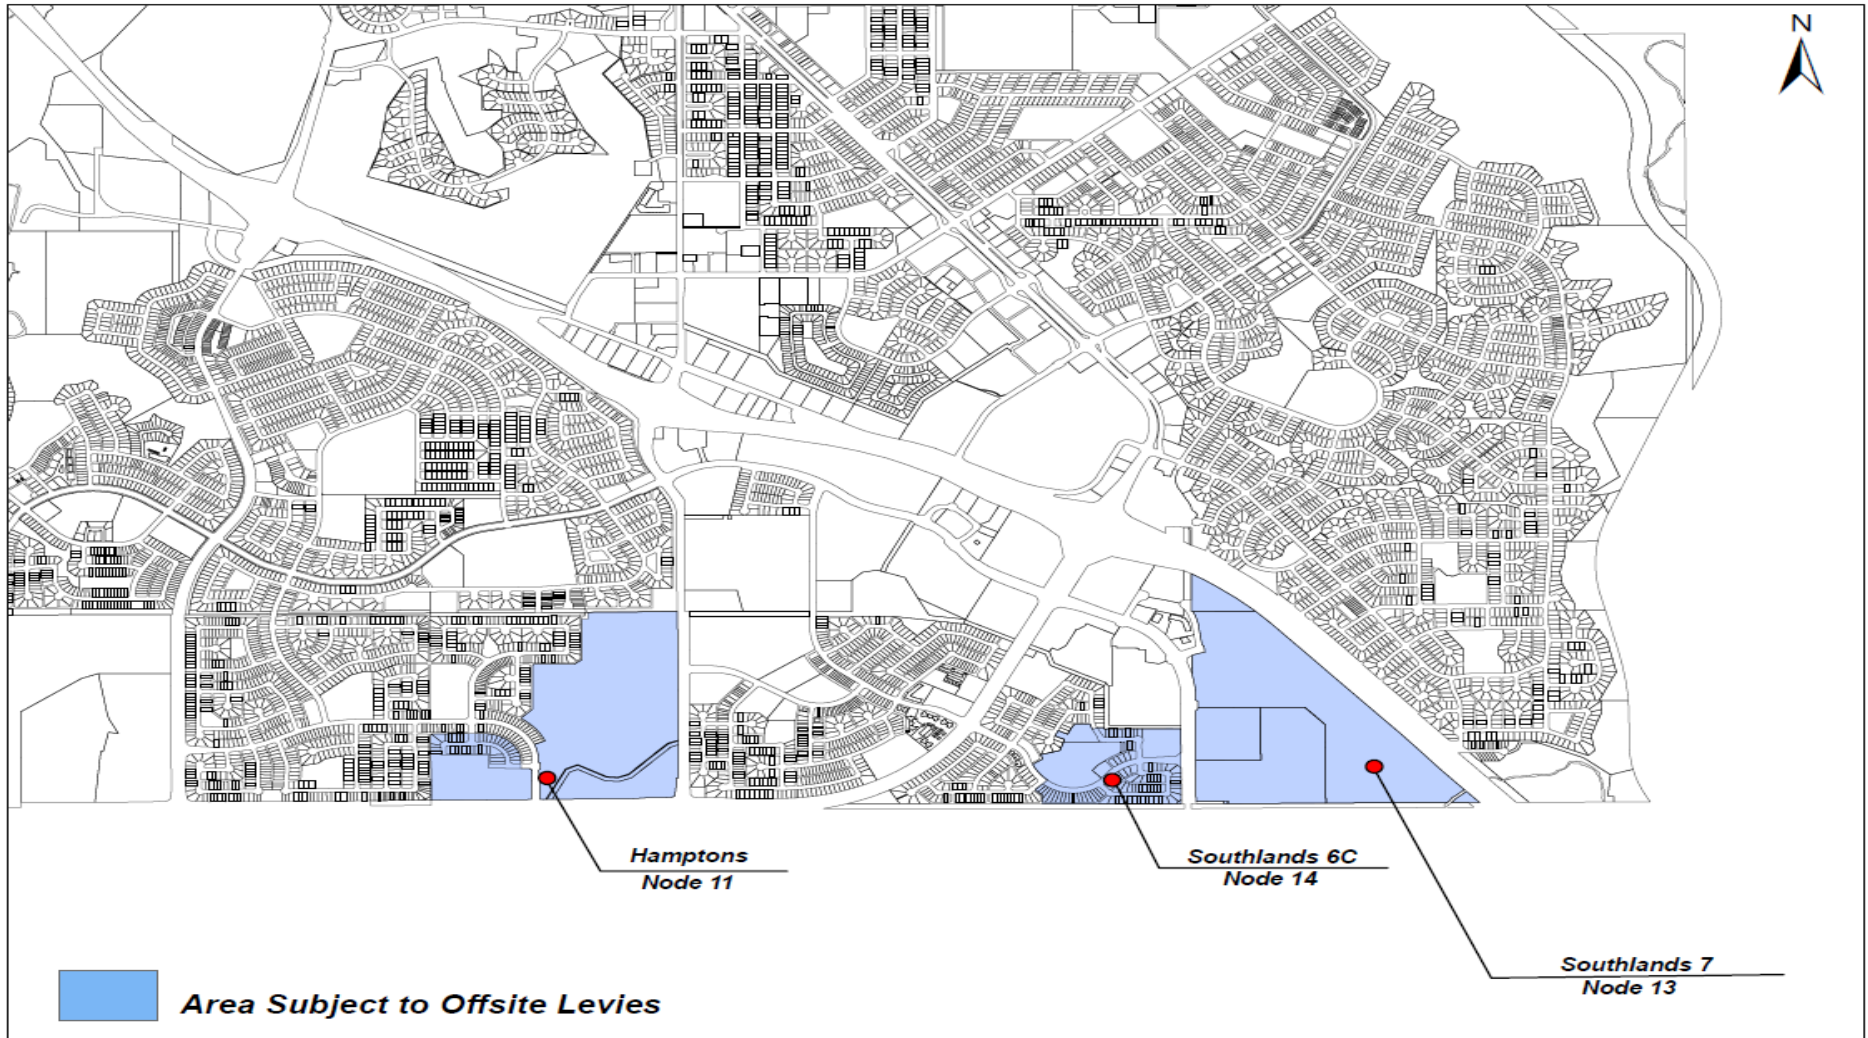 N
Hamptons
Node 11
Southlands 6C
Node 14
Southlands 7
Node 13
Area Subject to Offsite Levies